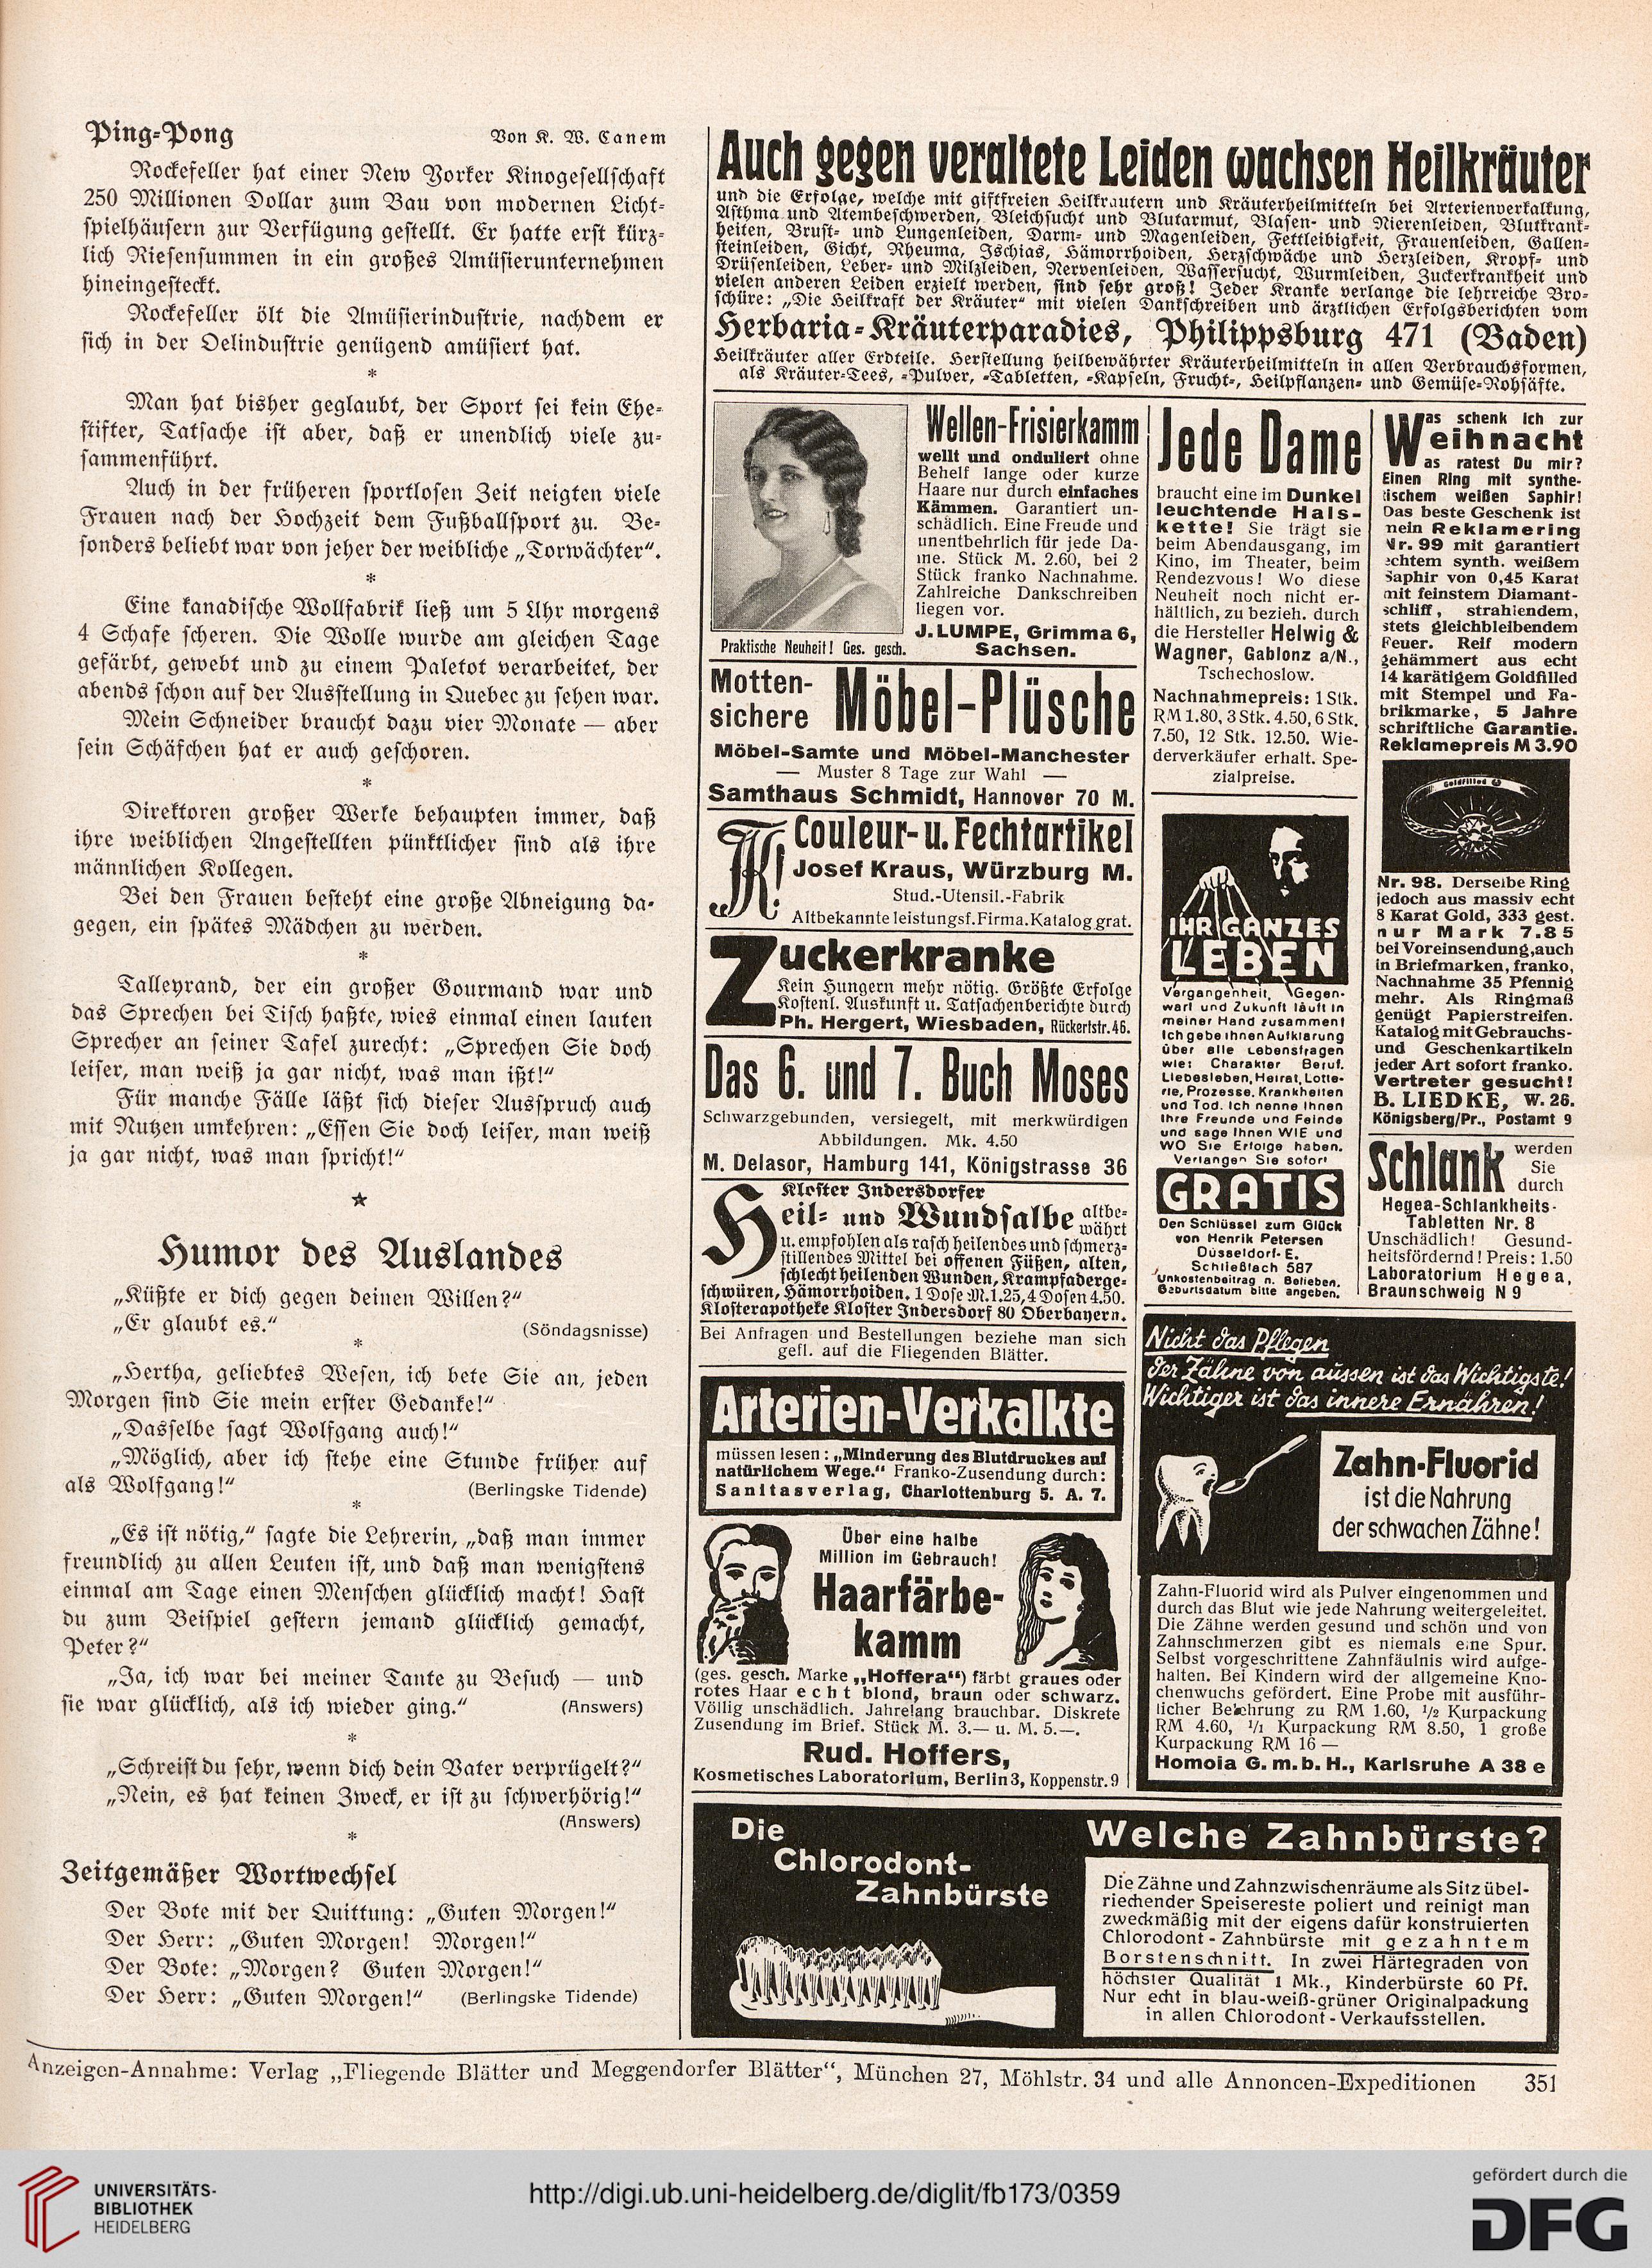 Ping-Pong
Von K. W. Canem
Rockefeller hat einer New Yorker Kinogesellschaft
250 Millionen Dollar zum Bau von modernen Licht-
spielhäusern zur Verfügung gestellt. Er hatte erst kürz-
lich Riesensummen in ein großes Amüsierunternehmen
hineingesteckt.
Rockefeller ölt die Amüsierindustrie, nachdem er
sich in der Oelindustrie genügend amüsiert hat.
*
Man hat bisher geglaubt, der Sport sei kein Ehe-
stifter, Tatsache ist aber, daß er unendlich viele zu-
sammenführt.
Auch in der früheren sportlosen Zeit neigten viele
Frauen nach der Hochzeit dem Fußballsport zu. Be-
sonders beliebt war von jeher der weibliche „Torwächter“.
*
Eine kanadische Wollfabrik ließ um 5 Uhr morgens
4 Schafe scheren. Die Wolle wurde am gleichen Tage
gefärbt, gewebt und zu einem Paletot verarbeitet, der
abends schon auf der Ausstellung in Quebec zu sehen war.
Mein Schneider braucht dazu vier Monate — aber
sein Schäfchen hat er auch geschoren.
*
Direktoren großer Werke behaupten immer, daß
ihre weiblichen Angestellten pünktlicher sind als ihre
männlichen Kollegen.
Bei den Frauen besteht eine große Abneigung da-
gegen, ein spätes Mädchen zu werden.
*
Talleyrand, der ein großer Gourmand war und
das Sprechen bei Tisch haßte, wies einmal einen lauten
Sprecher an seiner Tafel zurecht: „Sprechen Sie doch
leiser, man weiß ja gar nicht, was man ißt!“
Für manche Fälle läßt sich dieser Ausspruch auch
mit Nutzen umkehren: „Essen Sie doch leiser, man weiß
ja gar nicht, was man spricht!“
Humor des Auslandes
„Küßte er dich gegen deinen Willen?“
„Er glaubt es.“ (Söndagsnisse)
*
„Hertha, geliebtes Wesen, ich bete Sie an, jeden
Morgen sind Sie mein erster Gedanke!“
„Dasselbe sagt Wolfgang auch!“
„Möglich, aber ich stehe eine Stunde früher auf
als Wolfgang!“ (Berlingske Tidende)
*
„Es ist nötig,“ sagte die Lehrerin, „daß man immer
freundlich zu allen Leuten ist, und daß man wenigstens
einmal am Tage einen Menschen glücklich macht! Hast
du zum Beispiel gestern jemand glücklich gemacht,
Peter?“
„Ja, ich war bei meiner Tante zu Besuch — und
sie war glücklich, als ich wieder ging.“ (Answers)
*
„Schreist du sehr, wenn dich dein Vater verprügelt?“
„Nein, es hat keinen Zweck, er ist zu schwerhörig!“
(Answers)
*
Zeitgemäßer Wortwechsel
Der Bote mit der Quittung: „Guten Morgen!“
Der Herr: „Guten Morgen! Morgen!“
Der Bote: „Morgen? Guten Morgen!“
Der Herr: „Guten Morgen!“ (Berlingske Tidende)
Auch gegen veraltete Leiden wachsen Heilkräuter
und die Erfolge, welche mit giftfreien Heilkräutern und Kräuterheilmitteln bei Arterienverkalkung,
Asthma und Atembeschwerden, Bleichsucht und Blutarmut, Blasen- und Nierenleiden, Blutkrank-
heiten, Brust- und Lungenleiden, Darm- und Magenleiden, Fettleibigkeit, Frauenleiden, Gallen-
steinleiden, Gicht, Rheuma, Ischias, Hämorrhoiden, Herzschwäche und Herzleiden, Kropf- und
Drüsenleiden, Leber- und Milzleiden, Nervenleiden, Wassersucht, Wurmleiden, Zuckerkrankheit und
vielen anderen Leiden erzielt werden, sind sehr groß! Jeder Kranke verlange die lehrreiche Bro-
schüre: „Die Heilkraft der Kräuter“ mit vielen Dankschreiben und ärztlichen Erfolgsberichten vom
Herbaria-Kräuterparadies, Philippsburg 471 (Baden)
Heilkräuter aller Erdteile. Herstellung heilbewährter Kräuterheilmitteln in allen Verbrauchsformen,
als Kräuter-Tees, -Pulver, -Tabletten, -Kapseln, Frucht-, Heilpflanzen- und Gemüse-Rohsäfte.
Praktische Neuheit! Ges. gesch.
Wellen-Frisierkamm
wellt und onduliert ohne
Behelf lange oder kurze
Haare nur durch einfaches
Kämmen. Garantiert un-
schädlich. Eine Freude und
unentbehrlich für jede Da-
me. Stück M. 2.60, bei 2
Stück franko Nachnahme.
Zahlreiche Dankschreiben
liegen vor.
J. LUMPE, Grimma 6,
Sachsen.
Motten-
sichere
Möbel-Plüsche
Möbel-Samte und Möbel-Manchester
— Muster 8 Tage zur Wahl —
Samthaus Schmidt, Hannover 70 M.
K!
Couleur- u. Fechtartikel
Josef Kraus, Würzburg M.
Stud.-Utensil.-Fabrik
Altbekannte leistungsf. Firma. Katalog grat.
Zuckerkranke
Kein Hungern mehr nötig. Größte Erfolge
Kostenl. Auskunft u. Tatsachenberichte durch
Ph. Hergert, Wiesbaden, Rückertstr. 46.
Das 6. und 7. Buch Moses
Schwarzgebunden, versiegelt, mit merkwürdigen
Abbildungen. Mk. 4.50
M. Delasor, Hamburg 141, Königstrasse 36
Kloster Indersdorfer
Heil- und Wundsalbe altbe-
währt
u. empfohlen als rasch heilendes und schmerz-
stillendes Mittel bei offenen Füßen, alten,
schlecht heilenden Wunden, Krampfaderge-
schwüren, Hämorrhoiden. 1 Dose M. 1.25, 4 Dosen 4.50.
Klosterapotheke Kloster Indersdorf 80 Oberbayern.
Bei Anfragen und Bestellungen beziehe man sich
gefl. auf die Fliegenden Blätter.
Arterien-Verkalkte
müssen lesen: „Minderung des Blutdruckes auf
natürlichem Wege.“ Franko-Zusendung durch:
Sanitasverlag, Charlottenburg 5. A. 7.
Über eine halbe
Million im Gebrauch!
Haarfärbe-
kamm
(ges. gesch. Marke „Hoffera“) färbt graues oder
rotes Haar echt blond, braun oder schwarz.
Völlig unschädlich. Jahrelang brauchbar. Diskrete
Zusendung im Brief. Stück M. 3.— u. M. 5.—.
Rud. Hoffers,
Kosmetisches Laboratorium, Berlin 3, Koppenstr. 9
Jede Dame
braucht eine im Dunkel
leuchtende Hals-
kette! Sie trägt sie
beim Abendausgang, im
Kino, im Theater, beim
Rendezvous! Wo diese
Neuheit noch nicht er-
hältlich, zu bezieh. durch
die Hersteller Helwig &
Wagner, Gablonz a/N.,
Tschechoslow.
Nachnahmepreis: 1 Stk.
RM 1.80, 3 Stk. 4.50, 6 Stk.
7.50, 12 Stk. 12.50. Wie-
derverkäufer erhalt. Spe-
zialpreise.
IHR GANZES
LEBEN
Vergangenheit, Gegen-
wart und Zukunft läuft in
meiner Hand zusammen!
Ich gebe Ihnen Aufklärung
über alle Lebensfragen
wie: Charakter Beruf.
Liebesleben, Heirat, Lotte-
rie, Prozesse, Krankheiten
und Tod. Ich nenne Ihnen
Ihre Freunde und Feinde
und sage Ihnen WIE und
WO Sie Erfolge haben.
Verlangen Sie sofort
GRATIS
Den Schlüssel zum Glück
von Henrik Petersen
Düsseldorf-E.
Schließfach 587
Unkostenbeitrag n. Belieben.
Geburtsdatum bitte angeben.
Was schenk ich zur
Weihnacht
Was ratest Du mir?
Einen Ring mit synthe-
tischem weißen Saphir!
Das beste Geschenk ist
mein Reklamering
Nr. 99 mit garantiert
echtem synth. weißem
Saphir von 0,45 Karat
mit feinstem Diamant-
schliff, strahlendem,
stets gleichbleibendem
Feuer. Reif modern
gehämmert aus echt
14 karätigem Goldfilled
mit Stempel und Fa-
brikmarke, 5 Jahre
schriftliche Garantie.
Reklamepreis M 3.90
Goldfilled
Nr. 98. Derselbe Ring
jedoch aus massiv echt
8 Karat Gold, 333 gest.
nur Mark 7.85
bei Voreinsendung, auch
in Briefmarken, franko,
Nachnahme 35 Pfennig
mehr. Als Ringmaß
genügt Papierstreifen.
Katalog mit Gebrauchs-
und Geschenkartikeln
jeder Art sofort franko.
Vertreter gesucht!
B. LIEDKE, W. 26.
Königsberg/Pr., Postamt 9
Schlank werden
Sie
durch
Hegea-Schlankheits-
Tabletten Nr. 8
Unschädlich! Gesund-
heitsfördernd! Preis: 1.50
Laboratorium Hegea,
Braunschweig N 9
Nicht das Pflegen
der Zähne von aussen ist das Wichtigste!
Wichtiger ist das innere Ernähren!
Zahn-Fluorid
ist die Nahrung
der schwachen Zähne!
Zahn-Fluorid wird als Pulver eingenommen und
durch das Blut wie jede Nahrung weitergeleitet.
Die Zähne werden gesund und schön und von
Zahnschmerzen gibt es niemals eine Spur.
Selbst vorgeschrittene Zahnfäulnis wird aufge-
halten. Bei Kindern wird der allgemeine Kno-
chenwuchs gefördert. Eine Probe mit ausführ-
licher Belehrung zu RM 1.60, 1/2 Kurpackung
RM 4.60, 1/1 Kurpackung RM 8.50, 1 große
Kurpackung RM 16 —
Homoia G. m. b. H., Karlsruhe A 38 e
Die
Chlorodont-
Zahnbürste
Welche Zahnbürste?
Die Zähne und Zahnzwischenräume als Sitz übel-
riechender Speisereste poliert und reinigt man
zweckmäßig mit der eigens dafür konstruierten
Chlorodont-Zahnbürste mit gezahntem
Borstenschnitt. In zwei Härtegraden von
höchster Qualität 1 Mk., Kinderbürste 60 Pf.
Nur echt in blau-weiß-grüner Originalpackung
in allen Chlorodont-Verkaufsstellen.
Anzeigen-Annahme: Verlag „Fliegende Blätter und Meggendorfer Blätter“, München 27, Möhlstr. 34 und alle Annoncen-Expeditionen 351
UNIVERSITÄTS-
BIBLIOTHEK
HEIDELBERG
http://digi.ub.uni-heidelberg.de/diglit/fb173/0359
gefördert durch die
DFG